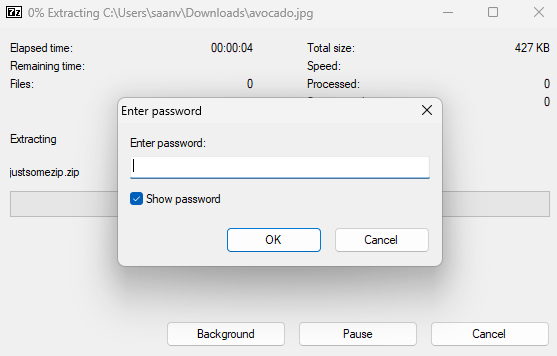 7z 0% Extracting C:\Users\saanv\Downloads\avocado.jpg
Elapsed time: 00:00:04 Total size: 427 KB
Remaining time: Speed:
Files: 0 Processed: 0
0
Enter password
Extracting
Enter password:
justsomezip.zip
Show password
OK Cancel
Background Pause Cancel